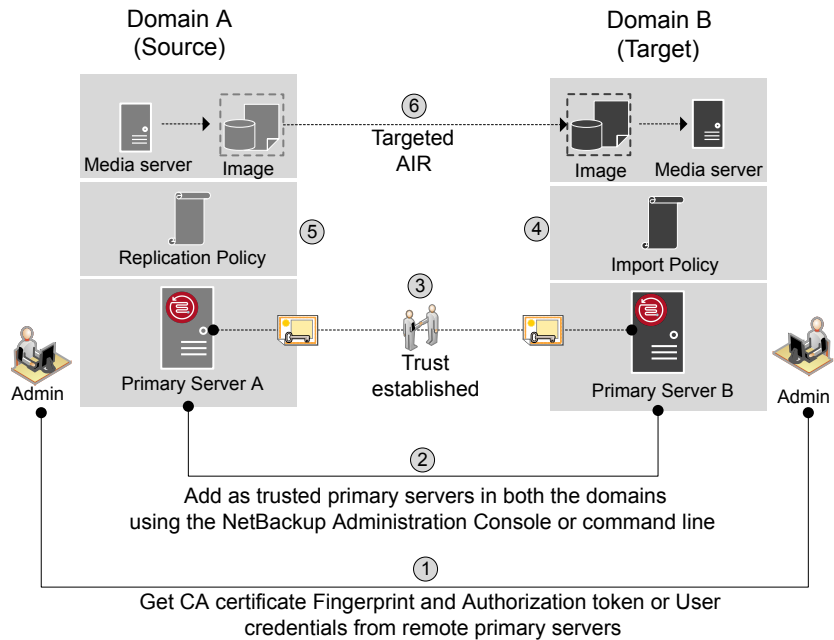 Domain A
(Source)
Domain B
(Target)
6
Targeted
AIR
Media server
Image
Image
Media server
5
4
Replication Policy
Import Policy
3
Trust
established
Primary Server A
Primary Server B
Admin
Admin
2
Add as trusted primary servers in both the domains
using the NetBackup Administration Console or command line
1
Get CA certificate Fingerprint and Authorization token or User
credentials from remote primary servers